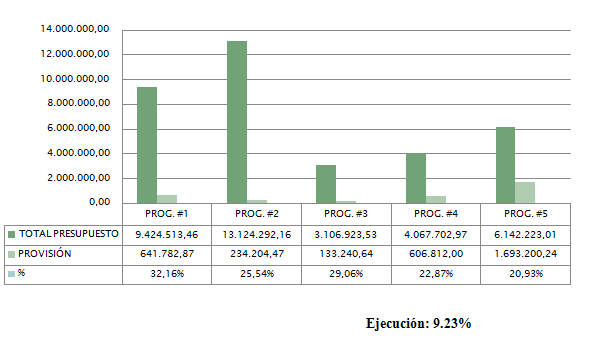 14.000.000,00
12.000.000,00
10.000.000,00
8.000.000,00
6.000.000,00
4.000.000,00
2.000.000,00
0,00
PROG. #1 PROG. #2 PROG. #3 PROG. #4 PROG. #5
TOTAL PRESUPUESTO 9.424.513,46 13.124.292,16 3.106.923,53 4.067.702,97 6.142.223,01
PROVISIÓN 641.782,87 234.204,47 133.240,64 606.812,00 1.693.200,24
% 32,16% 25,54% 29,06% 22,87% 20,93%
Ejecución: 9.23%